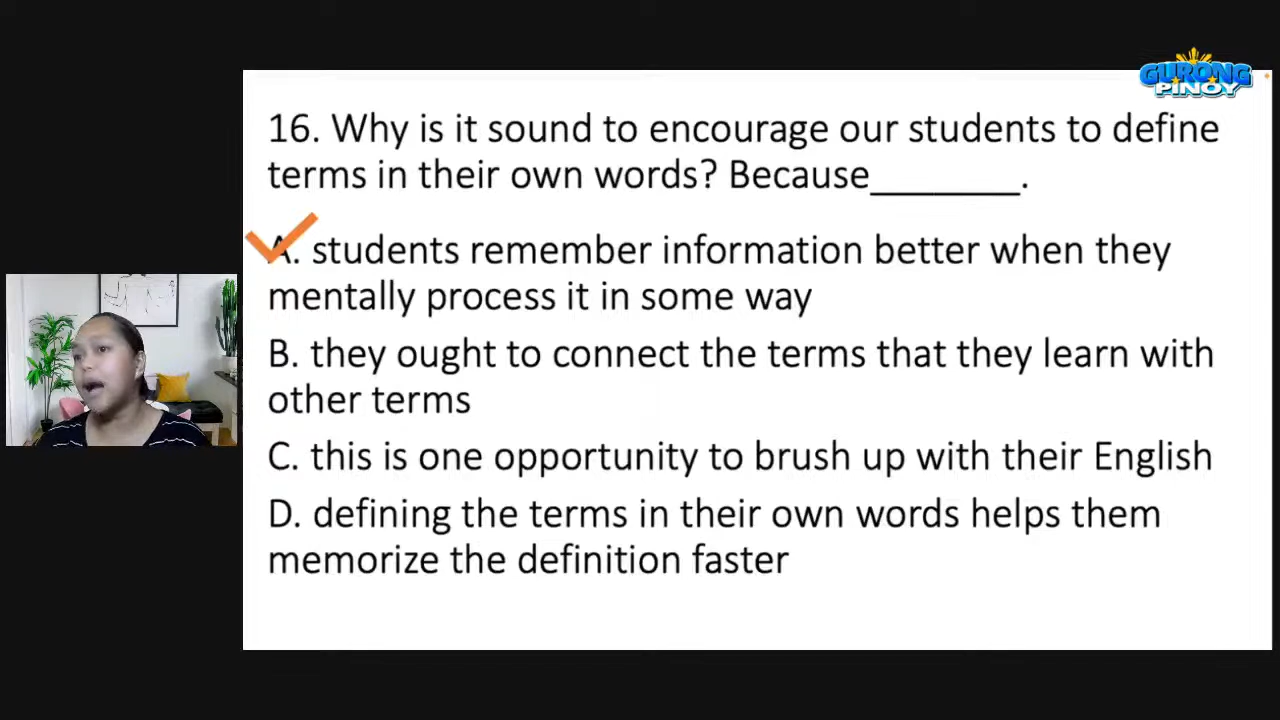 GURONG
PINOY
16. Why is it sound to encourage our students to define
terms in their own words? Because_______.
A. students remember information better when they
mentally process it in some way
B. they ought to connect the terms that they learn with
other terms
C. this is one opportunity to brush up with their English
D. defining the terms in their own words helps them
memorize the definition faster